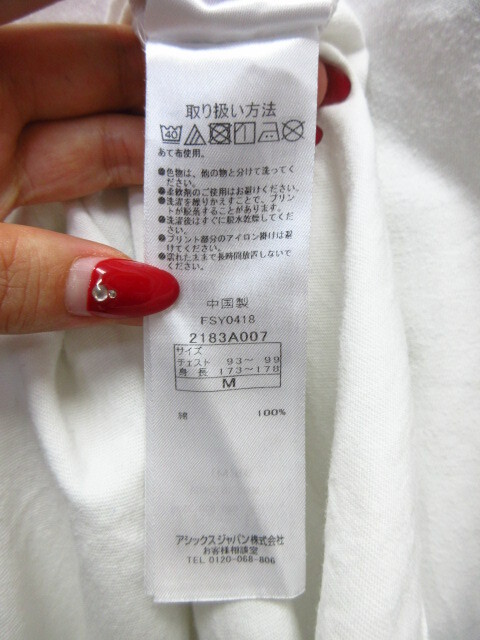 取り扱い方法
40
あて布使用。
●色物は、他の物と分けて洗ってく
ださい。
●柔軟剤のご使用はお避けください。
●洗濯を繰りかえすことで、プリン
トが脱落することがあります。
●洗濯後はすぐに脱水乾燥してくだ
さい。
●プリント部分のアイロン掛けは避
けてください。
●濡れたままで長時間放置しないで
ください。
中国製
FSY0418
2183A007
サイズ
チェスト 93～ 99
身 長 173～178
M
綿 100%
アシックスジャパン株式会社
お客様相談室
TEL 0120-068-806